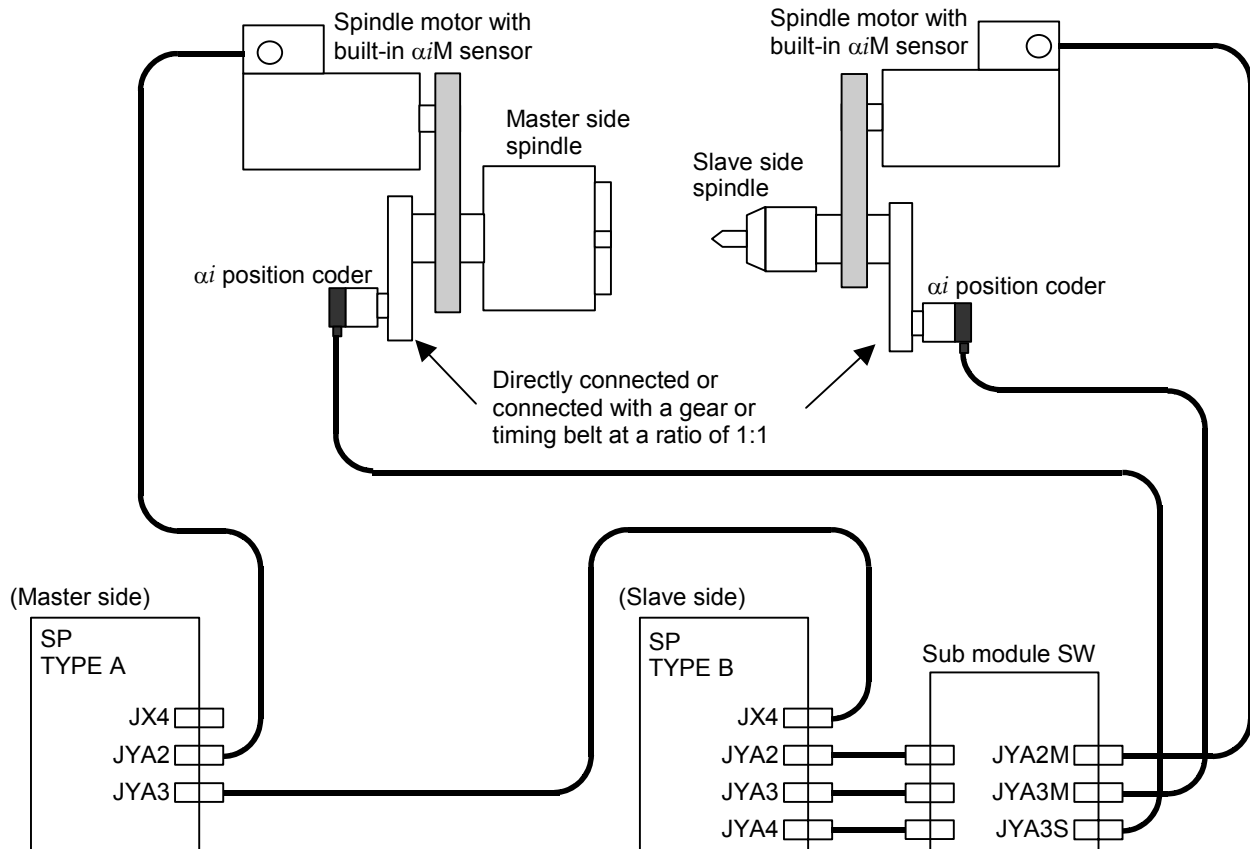 Spindle motor with
built-in αiM sensor
Spindle motor with
built-in αiM sensor
Master side
spindle
Slave side
spindle
αi position coder
αi position coder
Directly connected or
connected with a gear or
timing belt at a ratio of 1:1
(Master side)
SP
TYPE A
JX4
JYA2
JYA3
(Slave side)
SP
TYPE B
JX4
JYA2
JYA3
JYA4
Sub module SW
JYA2M
JYA3M
JYA3S